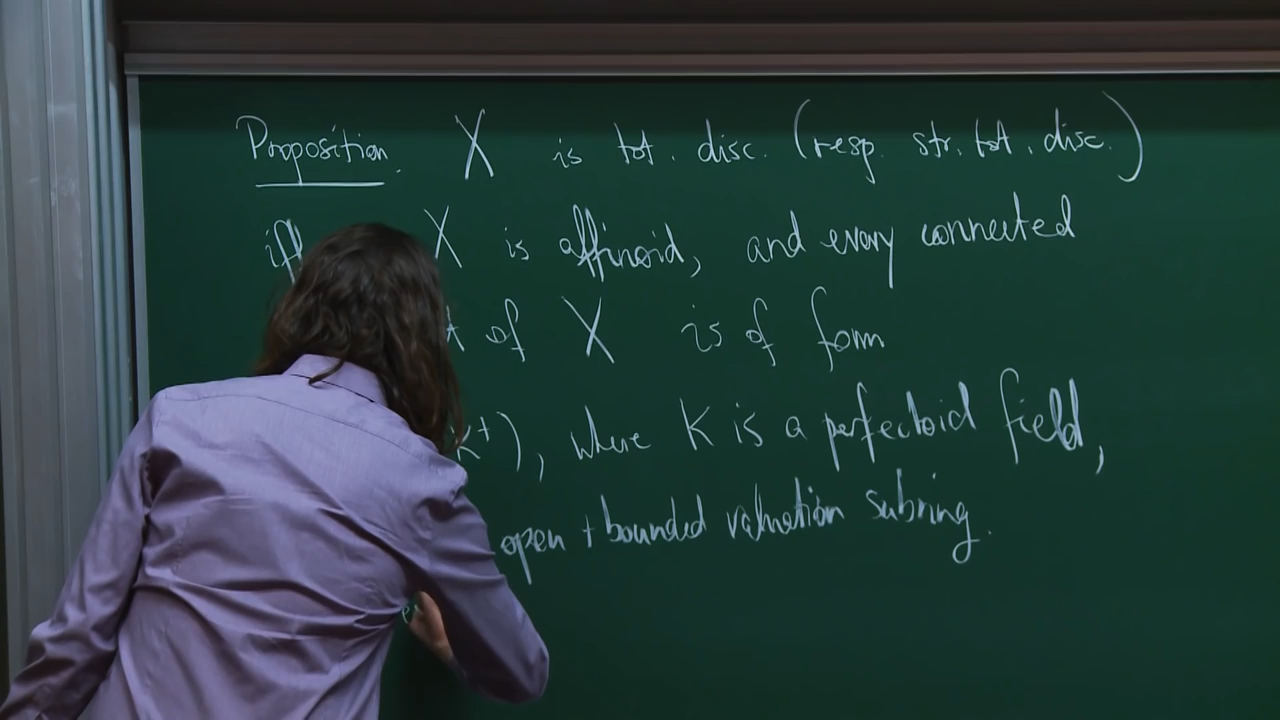 Proposition. X is tot. disc. (resp. str. tot. disc.)
iff X is affinoid, and every connected
of X is of form
K⁺), where K is a perfectoid field,
open + bounded valuation subring.